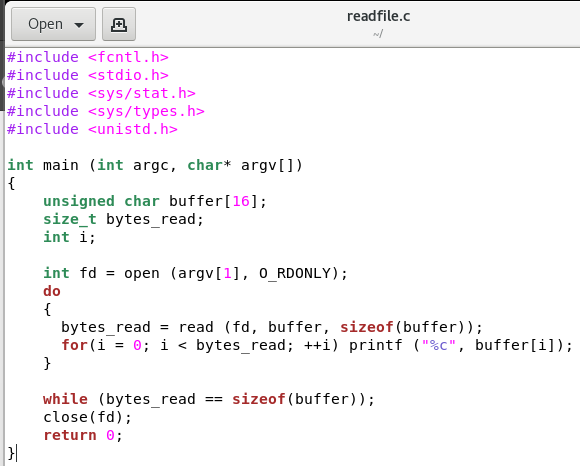 Open
readfile.c
~/
#include <fcntl.h>
#include <stdio.h>
#include <sys/stat.h>
#include <sys/types.h>
#include <unistd.h>

int main (int argc, char* argv[])
{
    unsigned char buffer[16];
    size_t bytes_read;
    int i;

    int fd = open (argv[1], O_RDONLY);
    do
    {
      bytes_read = read (fd, buffer, sizeof(buffer));
      for(i = 0; i < bytes_read; ++i) printf ("%c", buffer[i]);
    }

    while (bytes_read == sizeof(buffer));
    close(fd);
    return 0;
}